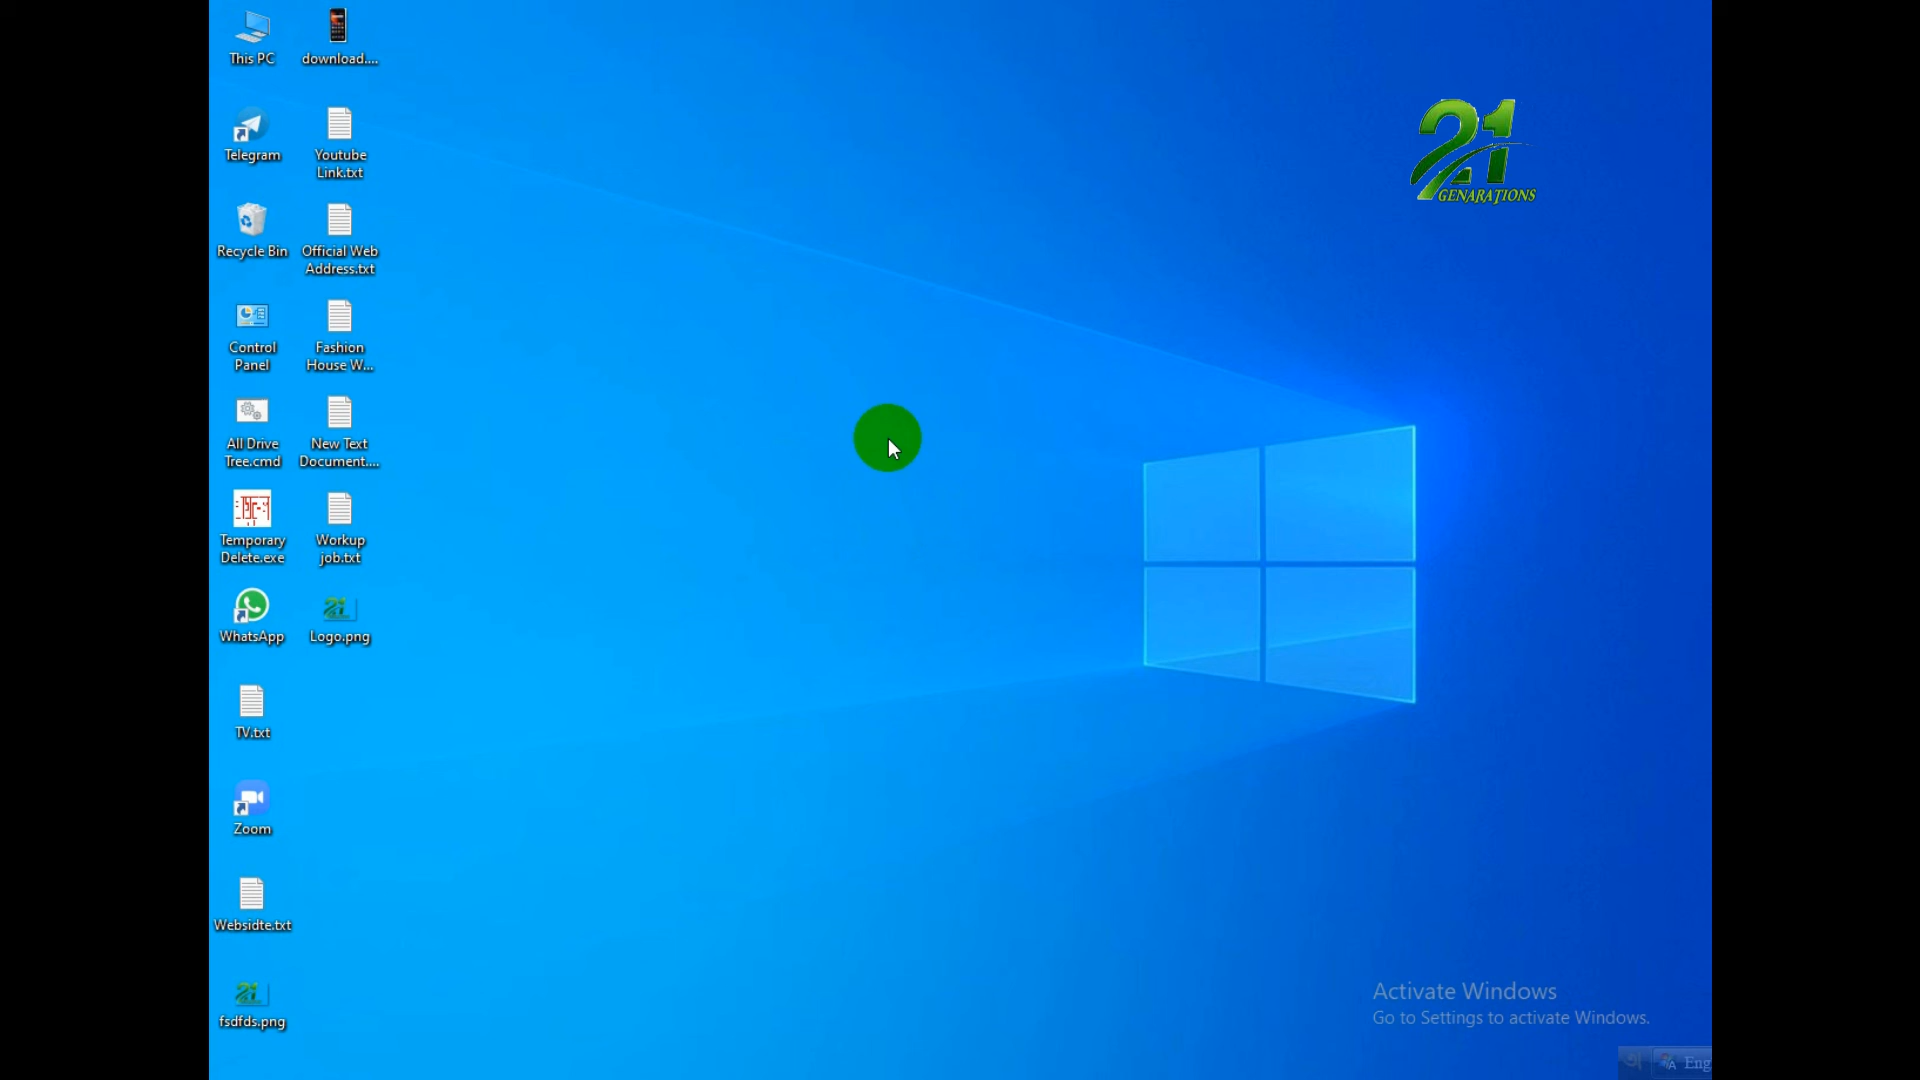 This PC
download....
Telegram
Youtube
Link.txt
Recycle Bin
Official Web
Address.txt
Control
Panel
Fashion
House W...
All Drive
Tree.cmd
New Text
Document....
Temporary
Delete.exe
Workup
job.txt
WhatsApp
Logo.png
TV.txt
Zoom
Websidte.txt
fsdfds.png
21
GENARATIONS
Activate Windows
Go to Settings to activate Windows.
Eng